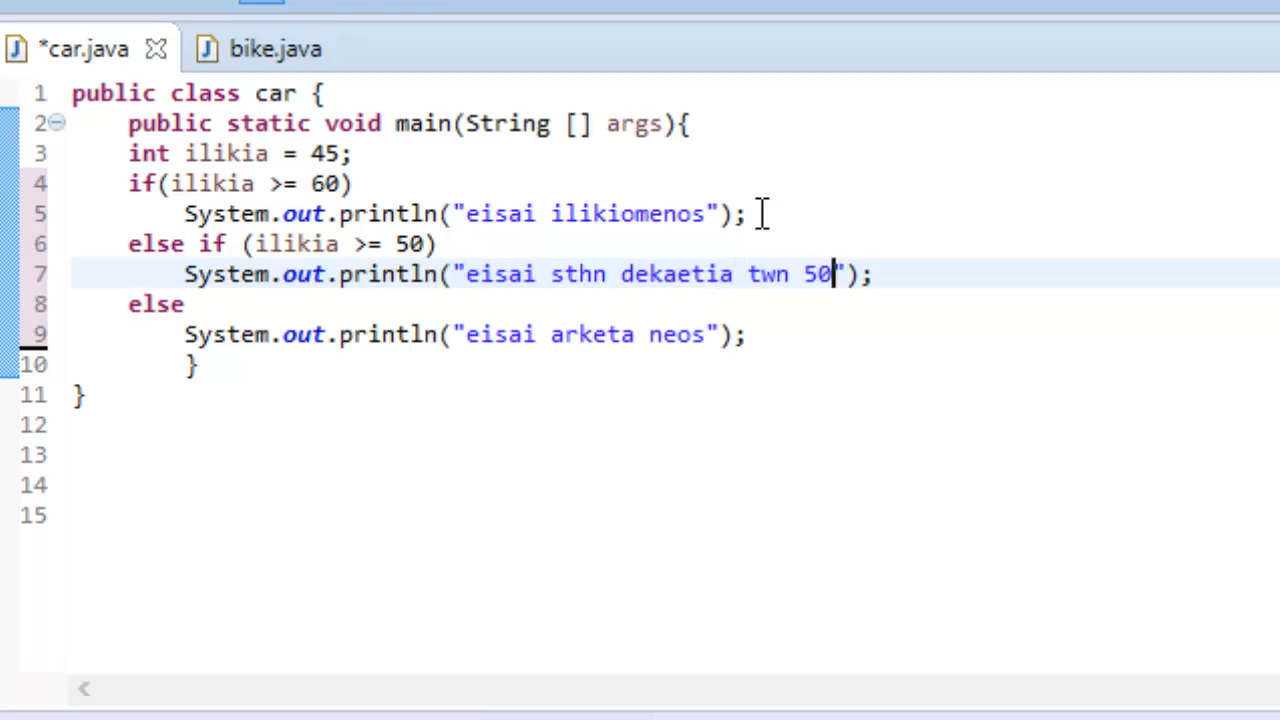 *car.java bike.java
1 public class car {
2 public static void main(String [] args){
3 int ilikia = 45;
4 if(ilikia >= 60)
5 System.out.println("eisai ilikiomenos");
6 else if (ilikia >= 50)
7 System.out.println("eisai sthn dekaetia twn 50");
8 else
9 System.out.println("eisai arketa neos");
10 }
11 }
12
13
14
15